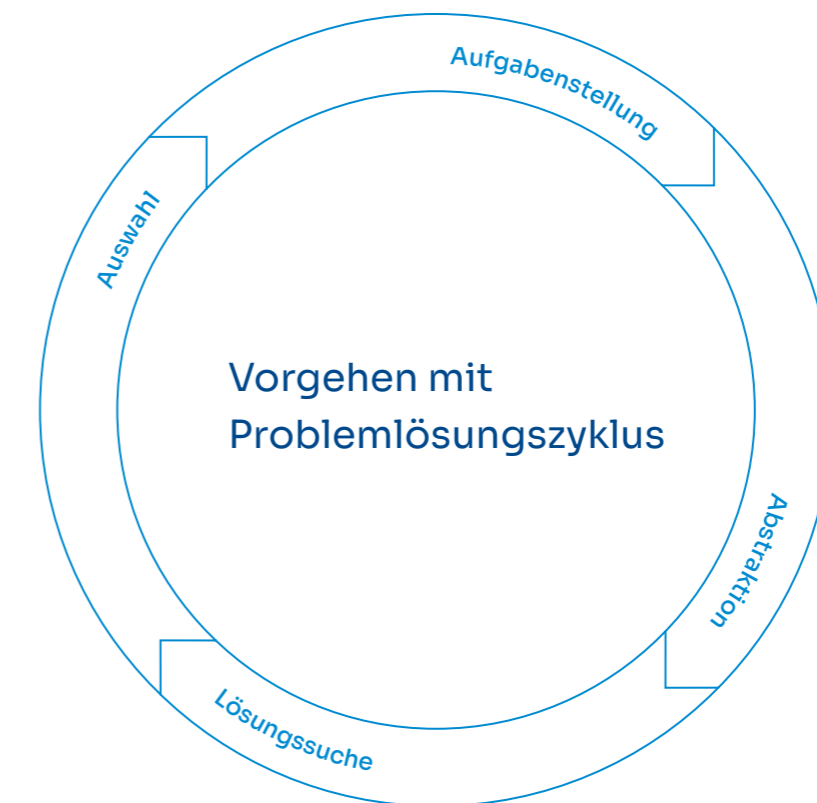 Aufgabenstellung
Abstraktion
Lösungssuche
Auswahl
Vorgehen mit
Problemlösungszyklus